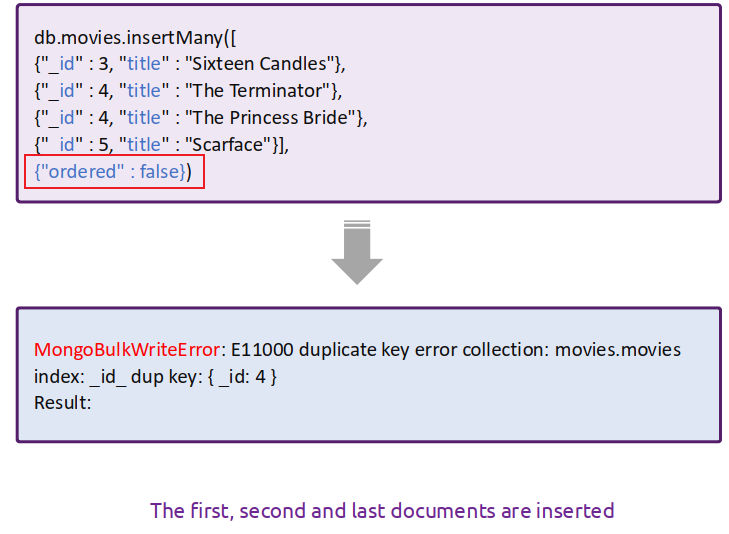 db.movies.insertMany([
{"_id" : 3, "title" : "Sixteen Candles"},
{"_id" : 4, "title" : "The Terminator"},
{"_id" : 4, "title" : "The Princess Bride"},
{"_id" : 5, "title" : "Scarface"}],
{"ordered" : false})
MongoBulkWriteError: E11000 duplicate key error collection: movies.movies
index: _id_ dup key: { _id: 4 }
Result:
The first, second and last documents are inserted